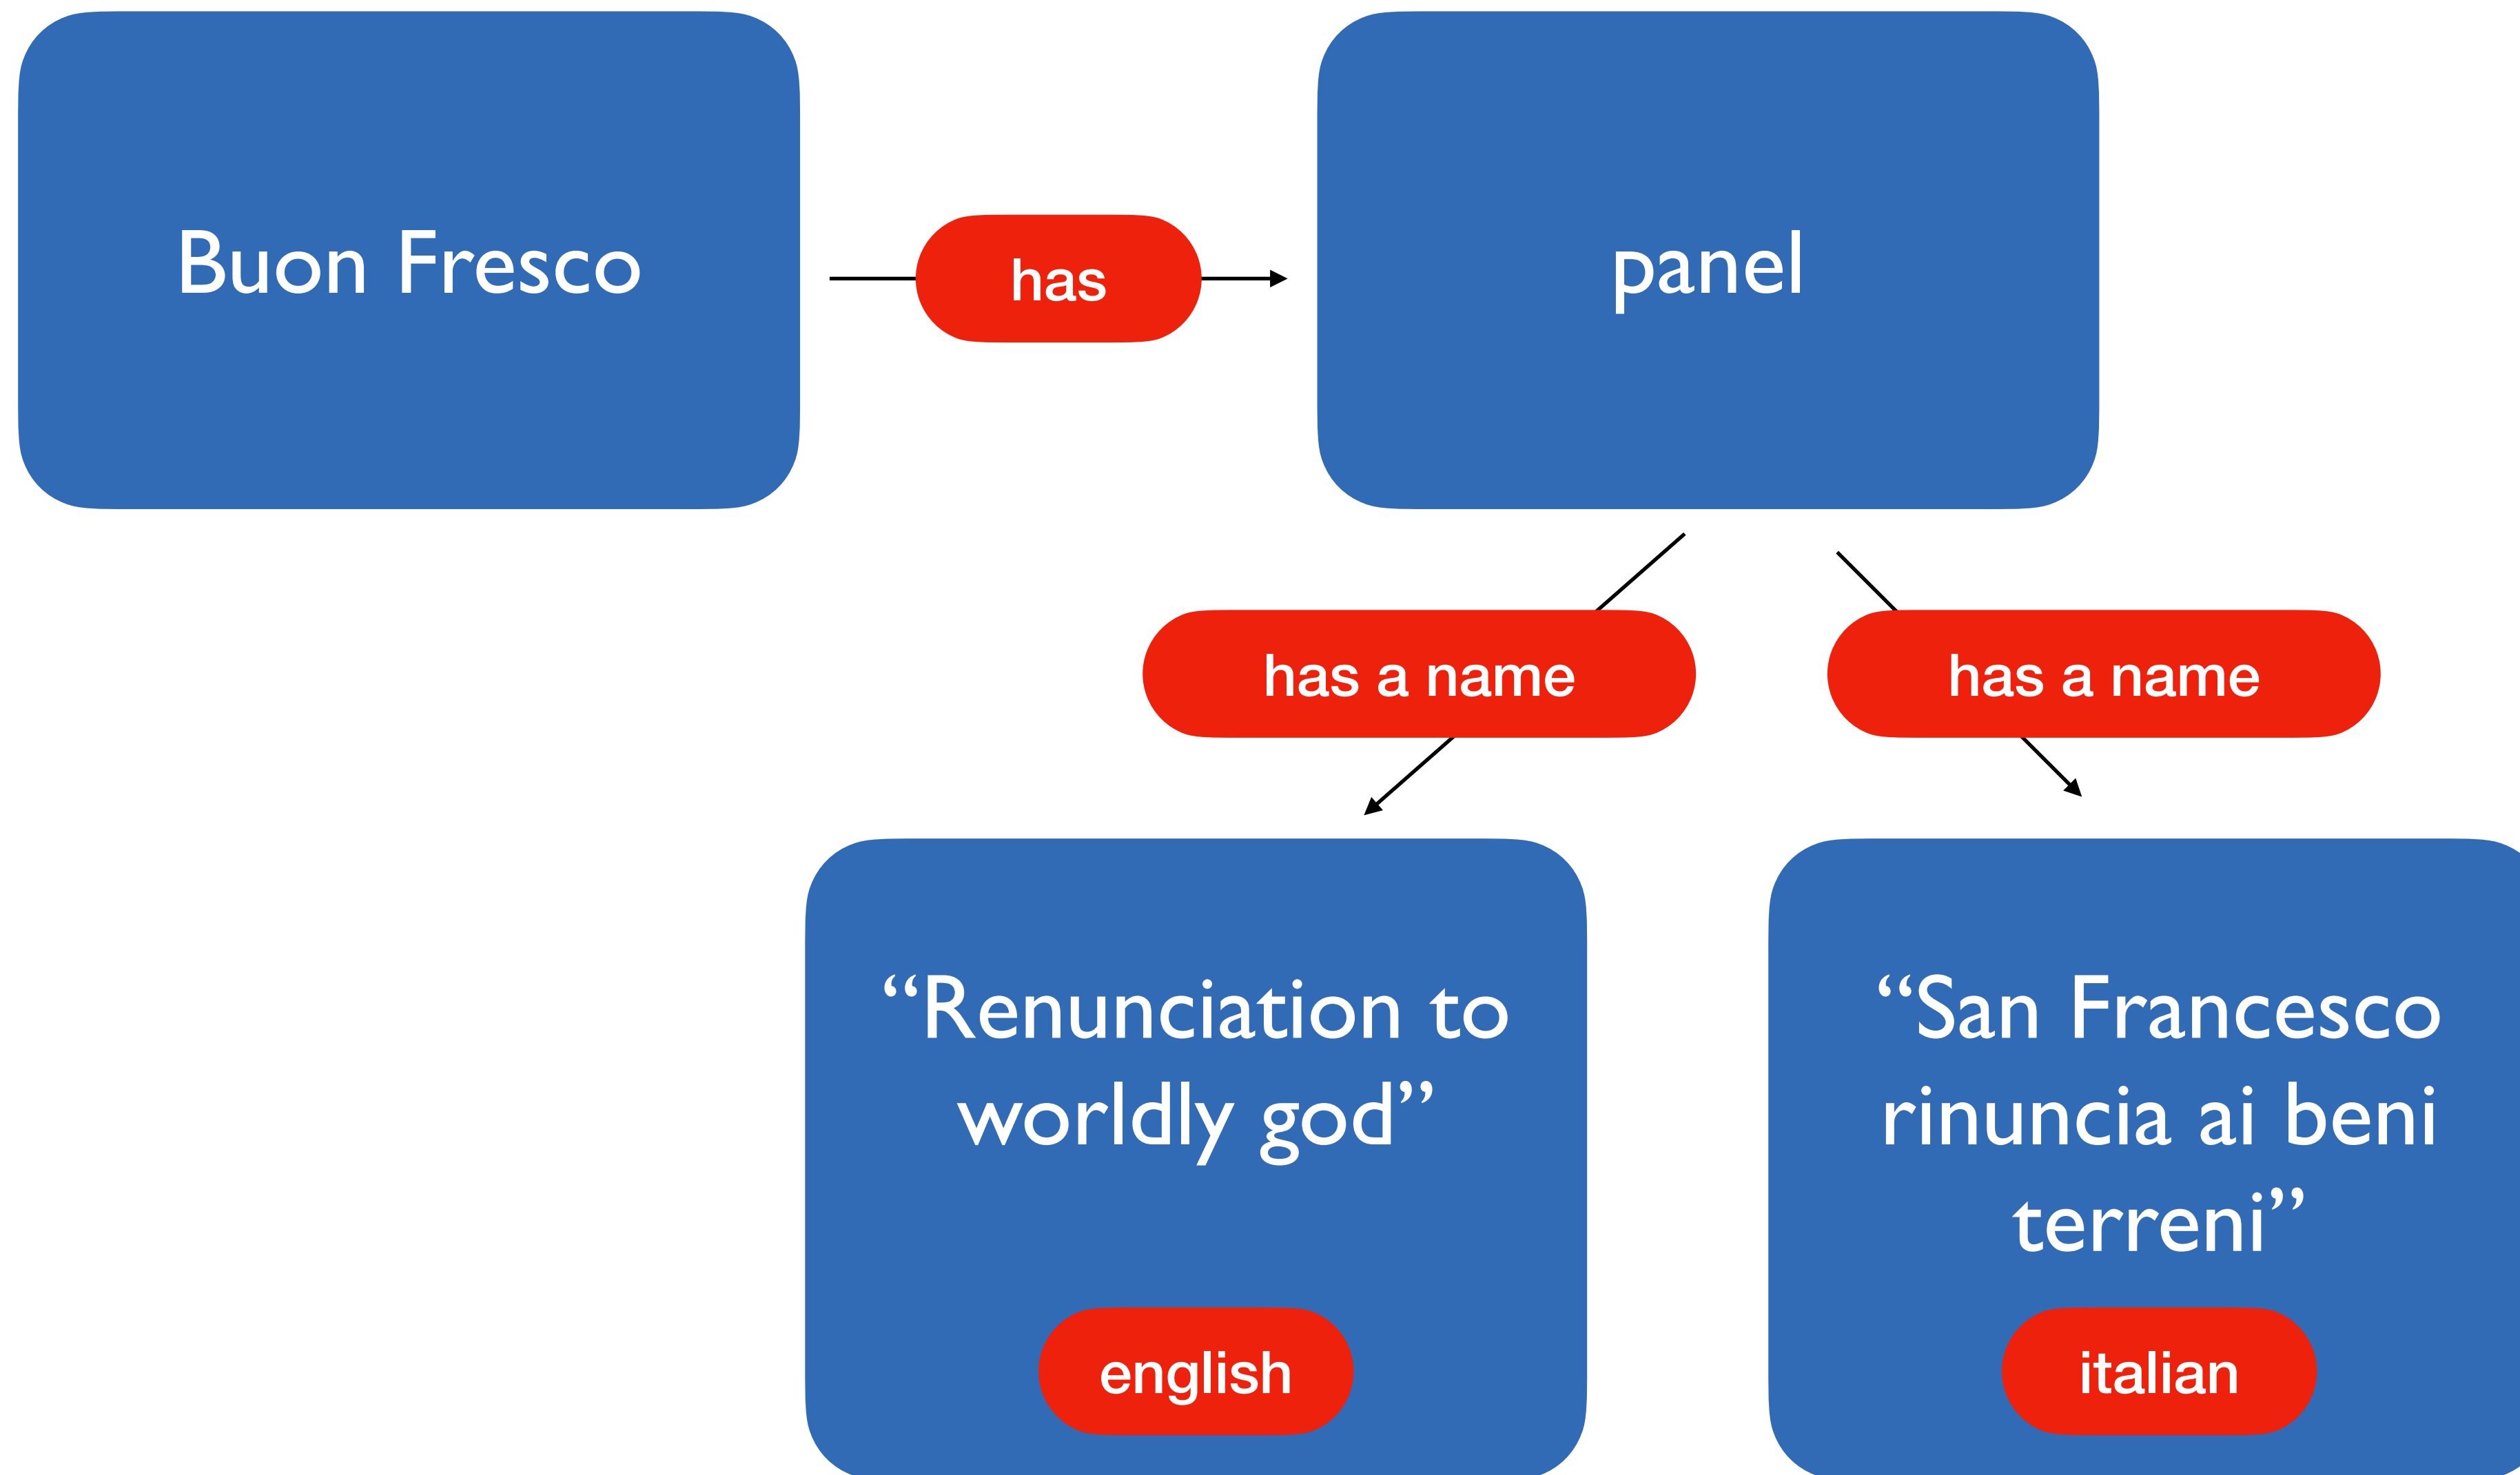 Buon Fresco
has
panel
has a name
has a name
“Renunciation to
worldly god”
english
“San Francesco
rinuncia ai beni
terreni”
italian